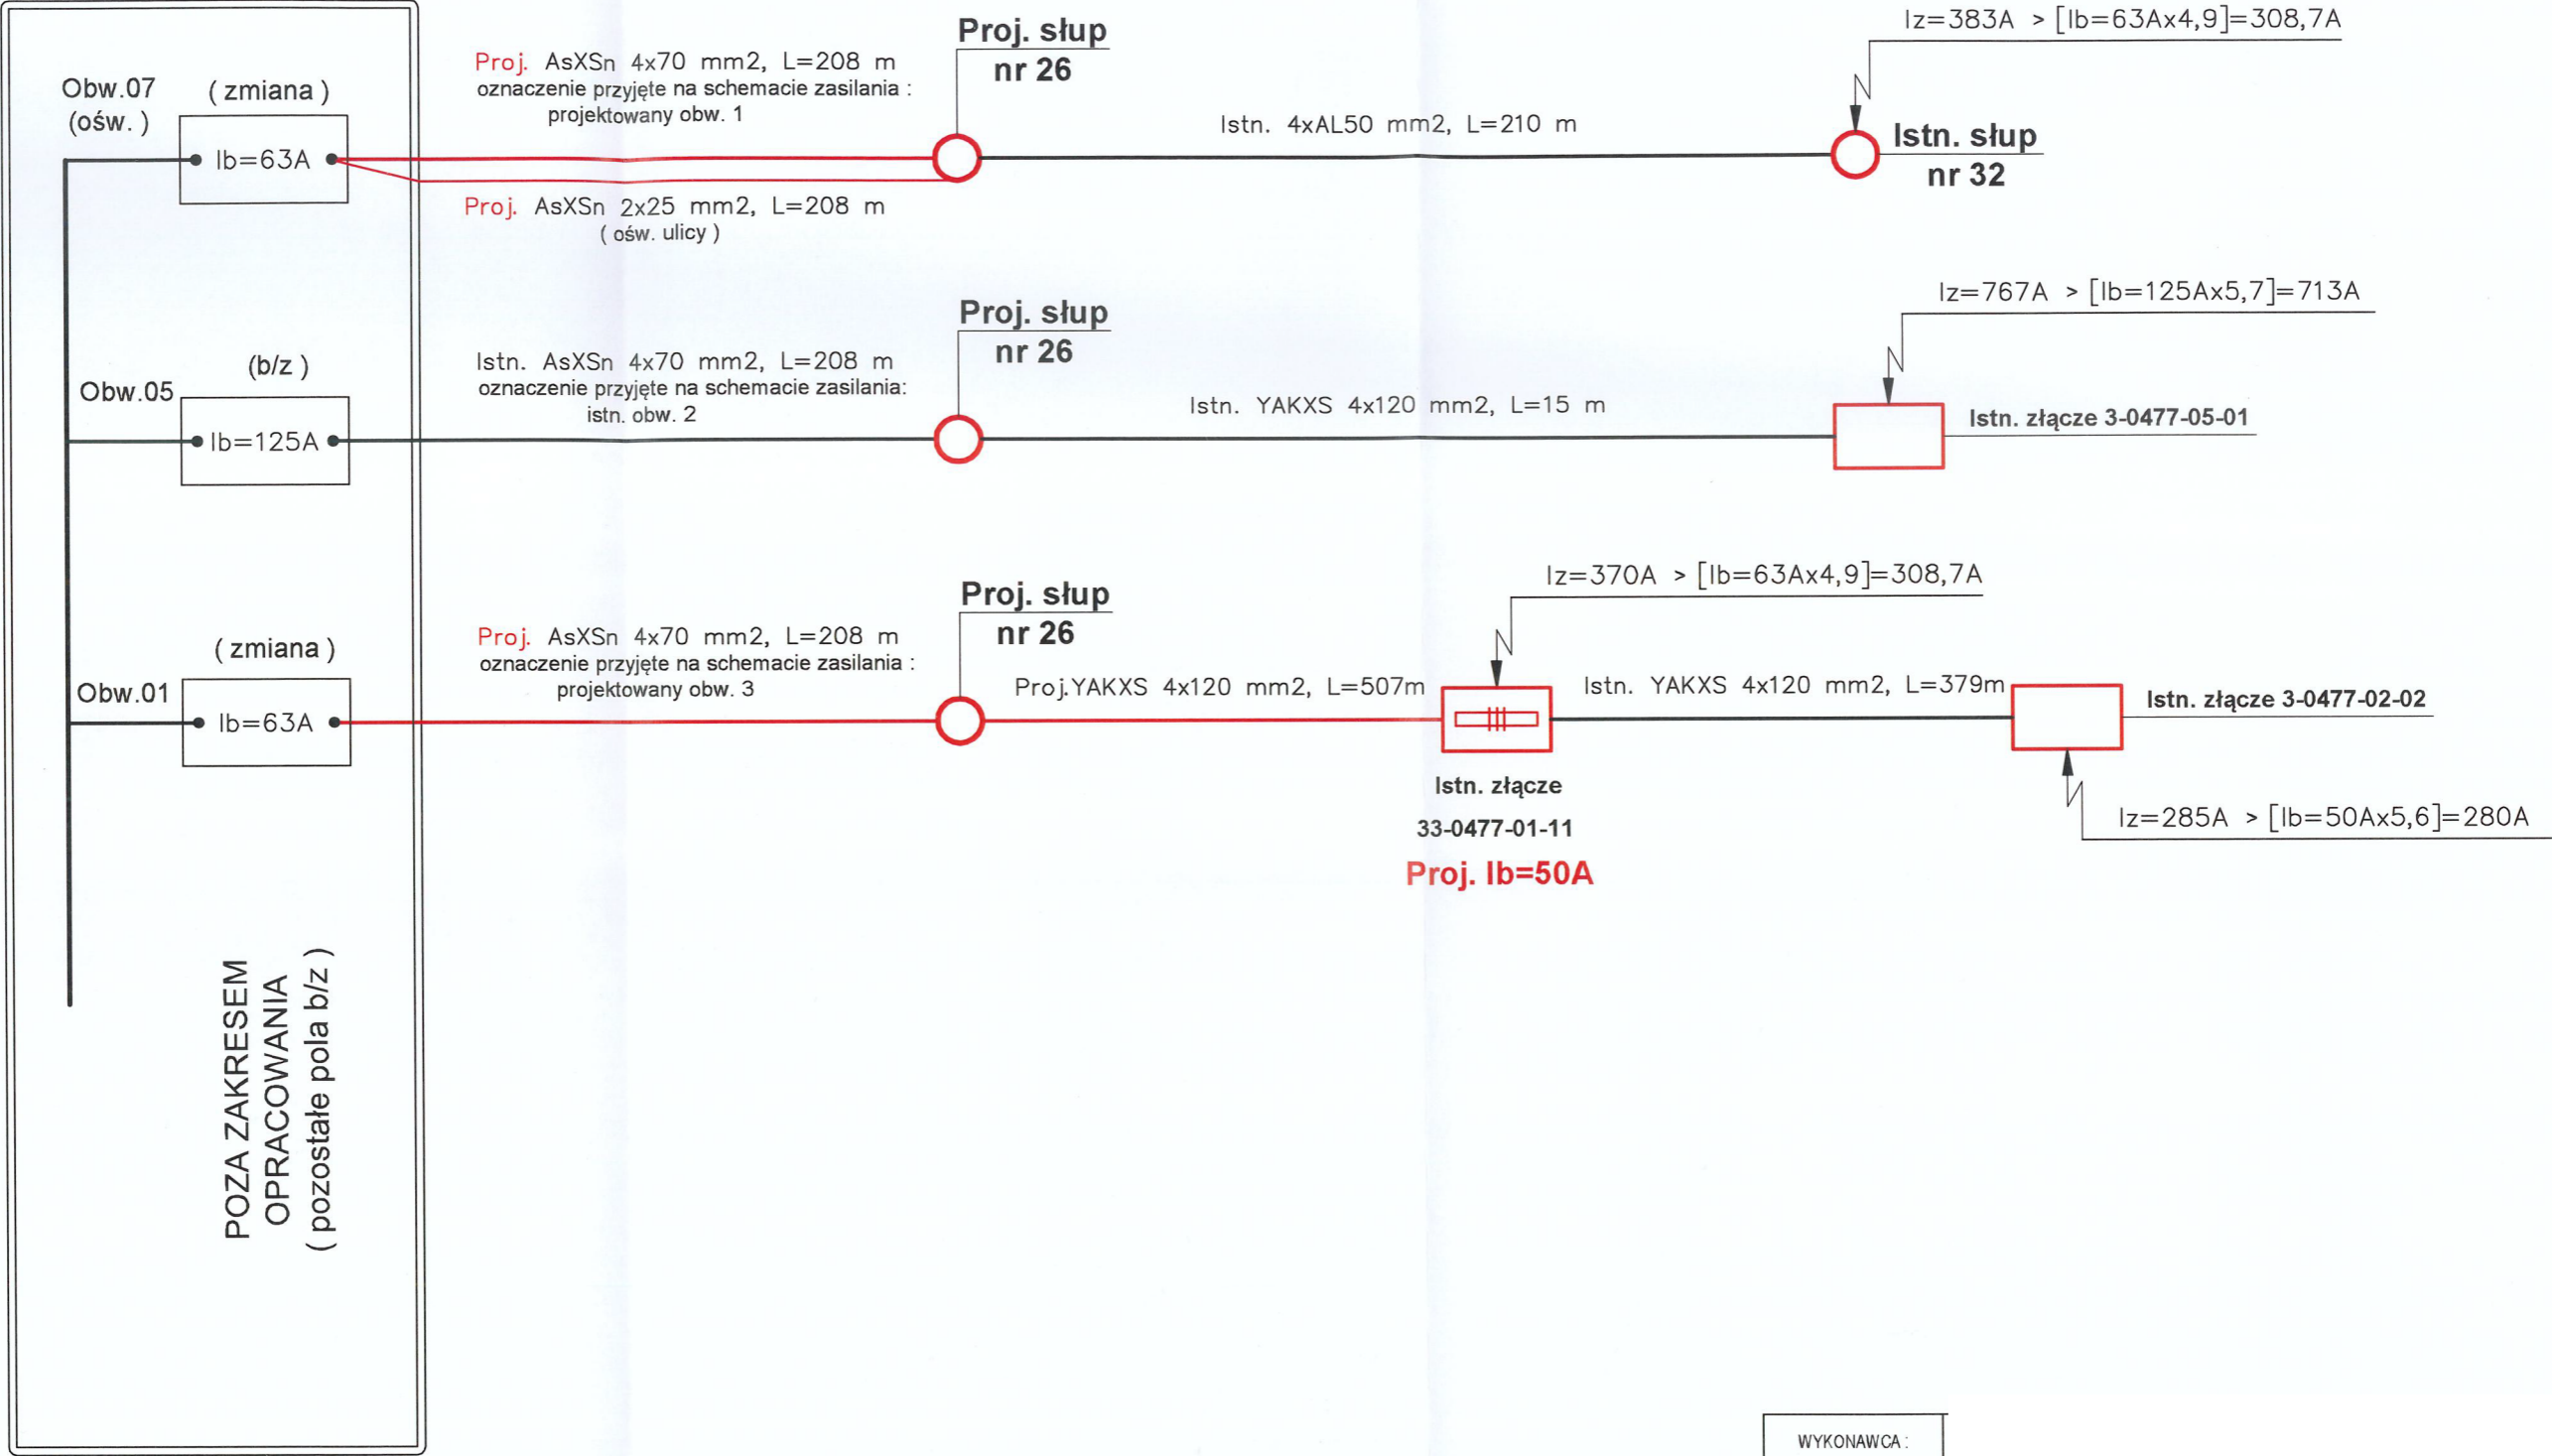 Obw.07
(ośw. )
( zmiana )
Ib=63A
Proj. AsXSn 4x70 mm2, L=208 m
oznaczenie przyjęte na schemacie zasilania :
projektowany obw. 1
Proj. AsXSn 2x25 mm2, L=208 m
( ośw. ulicy )
Proj. słup
nr 26
Istn. 4xAL50 mm2, L=210 m
Iz=383A > [Ib=63Ax4,9]=308,7A
Istn. słup
nr 32
Obw.05
(b/z )
Ib=125A
Istn. AsXSn 4x70 mm2, L=208 m
oznaczenie przyjęte na schemacie zasilania:
istn. obw. 2
Proj. słup
nr 26
Istn. YAKXS 4x120 mm2, L=15 m
Iz=767A > [Ib=125Ax5,7]=713A
Istn. złącze 3-0477-05-01
Obw.01
( zmiana )
Ib=63A
Proj. AsXSn 4x70 mm2, L=208 m
oznaczenie przyjęte na schemacie zasilania :
projektowany obw. 3
Proj. słup
nr 26
Proj.YAKXS 4x120 mm2, L=507m
Iz=370A > [Ib=63Ax4,9]=308,7A
Istn. złącze
33-0477-01-11
Proj. Ib=50A
Istn. YAKXS 4x120 mm2, L=379m
Istn. złącze 3-0477-02-02
Iz=285A > [Ib=50Ax5,6]=280A
POZA ZAKRESEM
OPRACOWANIA
( pozostałe pola b/z )
WYKONAWCA :